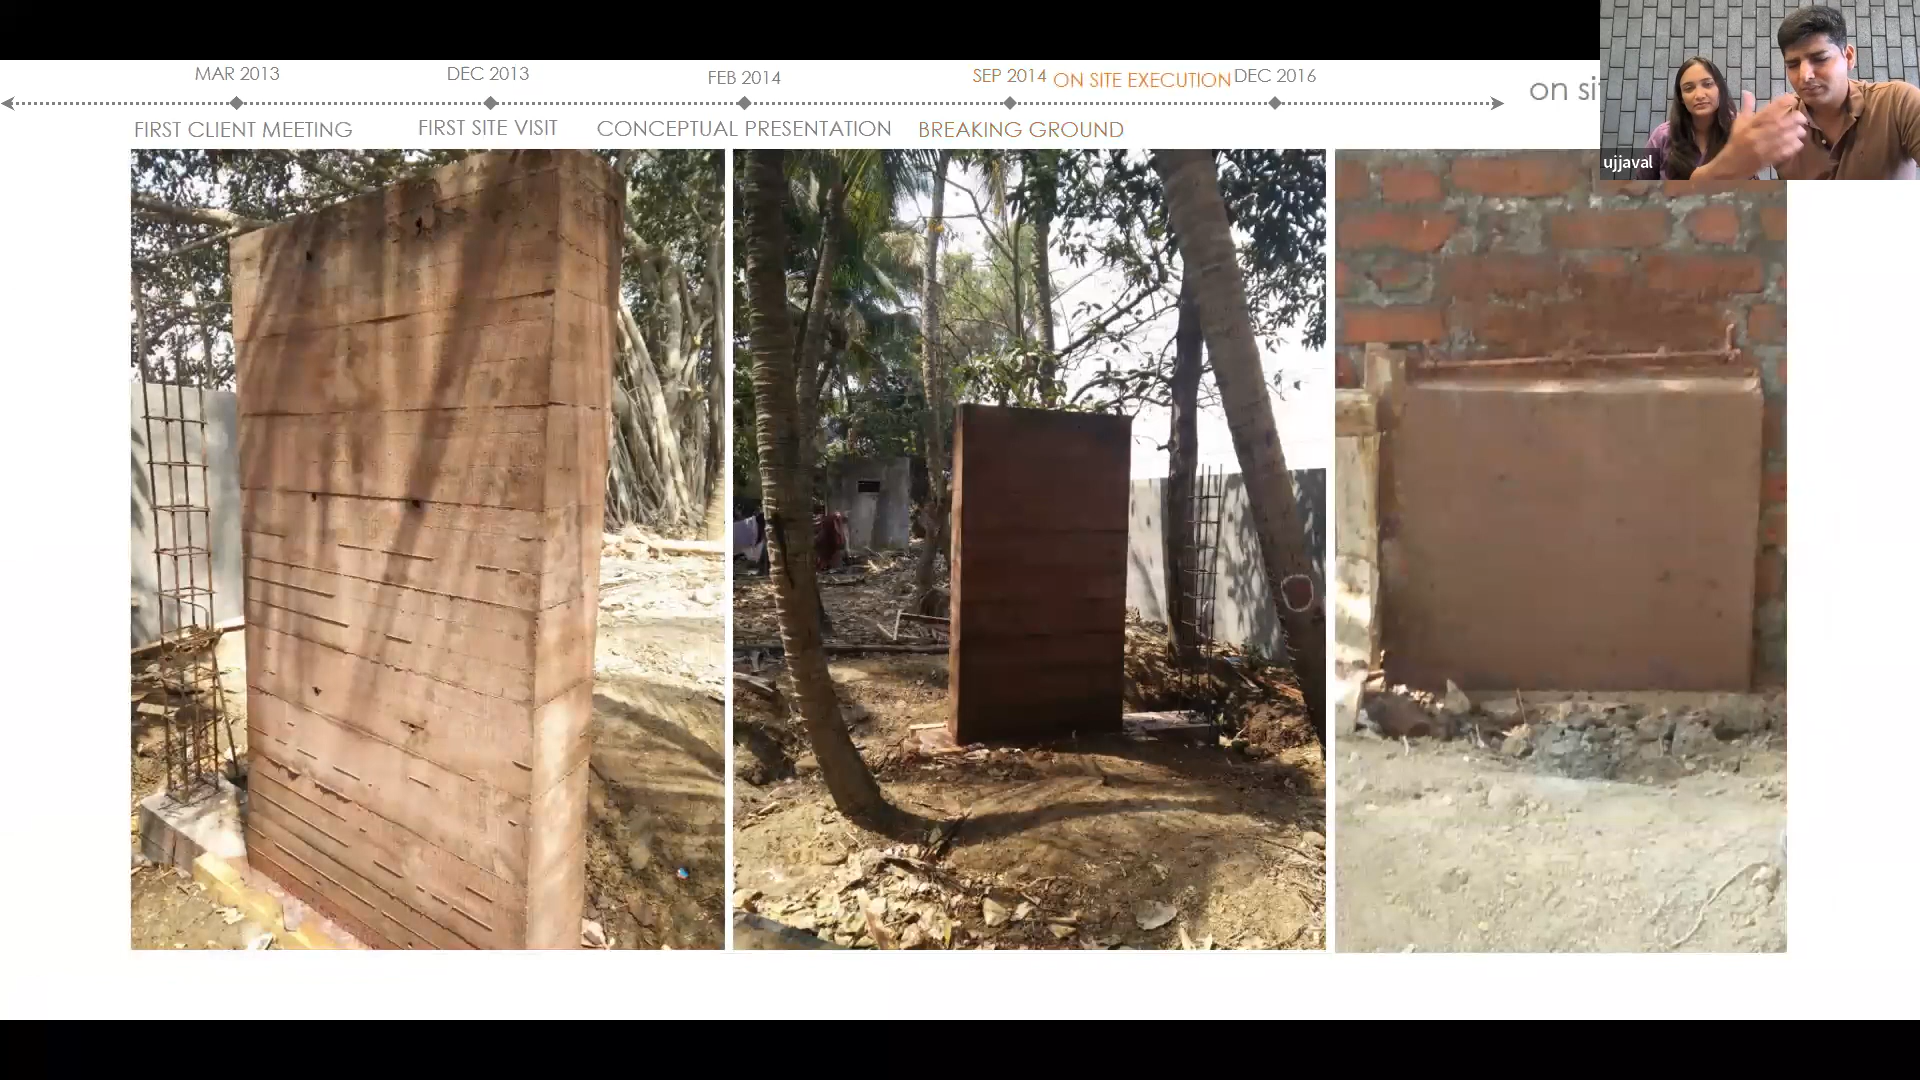 MAR 2013
DEC 2013
FEB 2014
SEP 2014 ON SITE EXECUTION DEC 2016
on si
FIRST CLIENT MEETING
FIRST SITE VISIT
CONCEPTUAL PRESENTATION
BREAKING GROUND
ujjaval